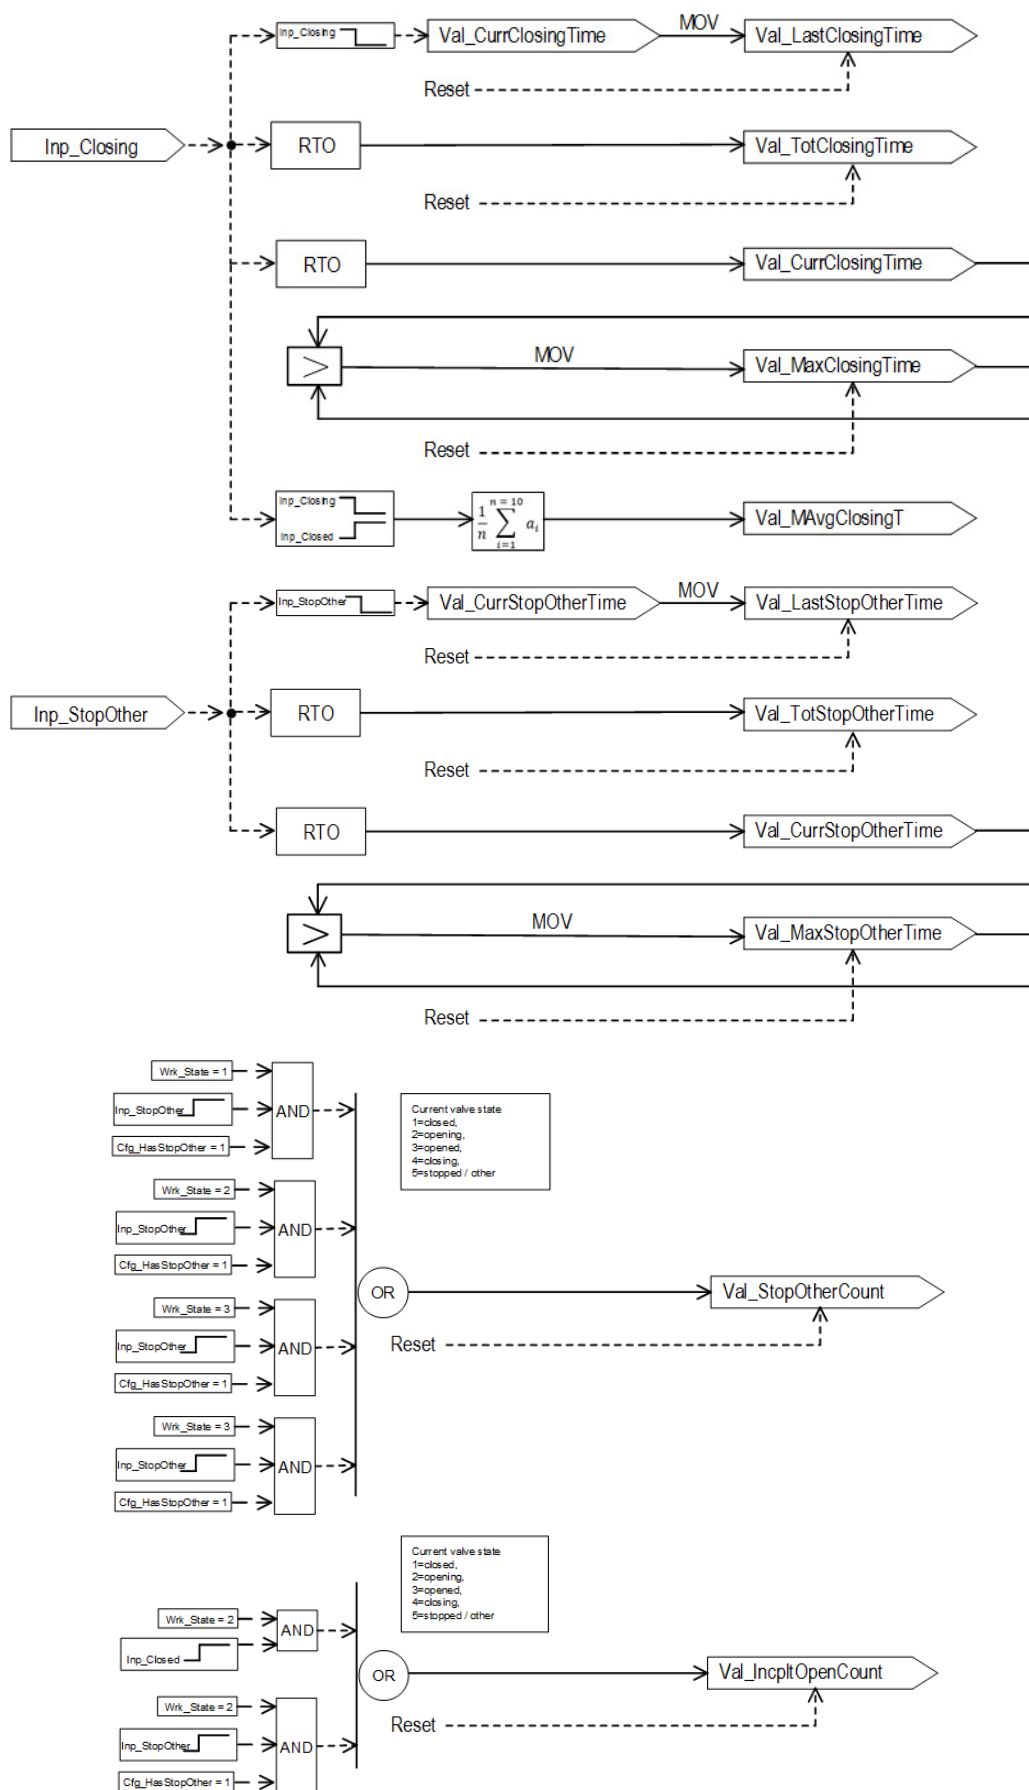 Inp_Closing
Val_CurrClosingTime
MOV
Val_LastClosingTime
Reset
Inp_Closing
RTO
Val_TotClosingTime
Reset
RTO
Val_CurrClosingTime
>
MOV
Val_MaxClosingTime
Reset
Inp_Closing
Inp_Closed
1/n n = 10 ∑ i=1 aᵢ
Val_MAvgClosingT
Inp_StopOther
Val_CurrStopOtherTime
MOV
Val_LastStopOtherTime
Reset
Inp_StopOther
RTO
Val_TotStopOtherTime
Reset
RTO
Val_CurrStopOtherTime
>
MOV
Val_MaxStopOtherTime
Reset
Wrk_State = 1
Inp_StopOther
Cfg_HasStopOther = 1
AND
Current valve state
1=closed,
2=opening,
3=opened,
4=closing,
5=stopped / other
Wrk_State = 2
Inp_StopOther
Cfg_HasStopOther = 1
AND
Wrk_State = 3
Inp_StopOther
Cfg_HasStopOther = 1
AND
OR
Val_StopOtherCount
Reset
Wrk_State = 3
Inp_StopOther
Cfg_HasStopOther = 1
AND
Current valve state
1=closed,
2=opening,
3=opened,
4=closing,
5=stopped / other
Wrk_State = 2
Inp_Closed
AND
OR
Val_IncpltOpenCount
Reset
Wrk_State = 2
Inp_StopOther
Cfg_HasStopOther = 1
AND